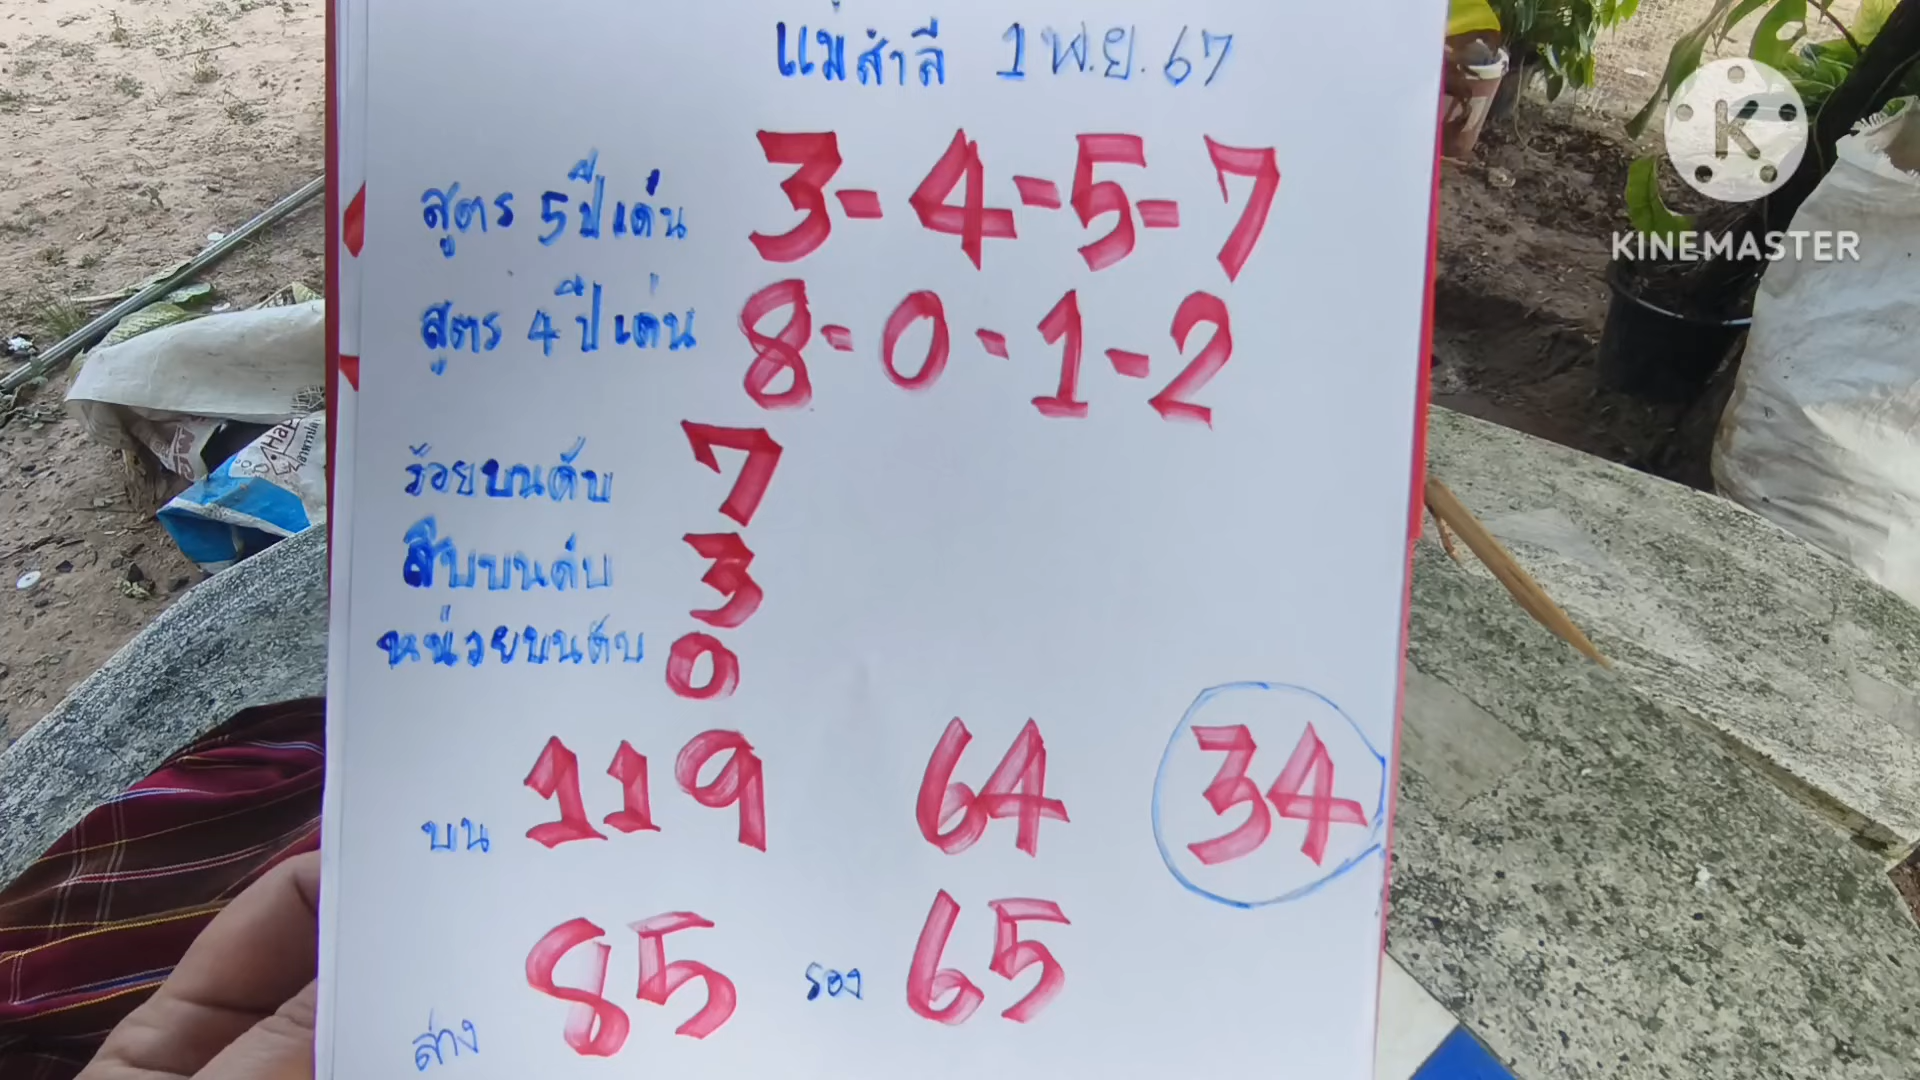 แม่สำลี 1 พ.ย. 67
สูตร 5 ปีเด่น 3-4-5-7
สูตร 4 ปีเด่น 8-0-1-2
ร้อยบนดับ 7
สิบบนดับ 3
หน่วยบนดับ 0
บน 119 64 34
ล่าง 85 รอง 65
K
KINEMASTER